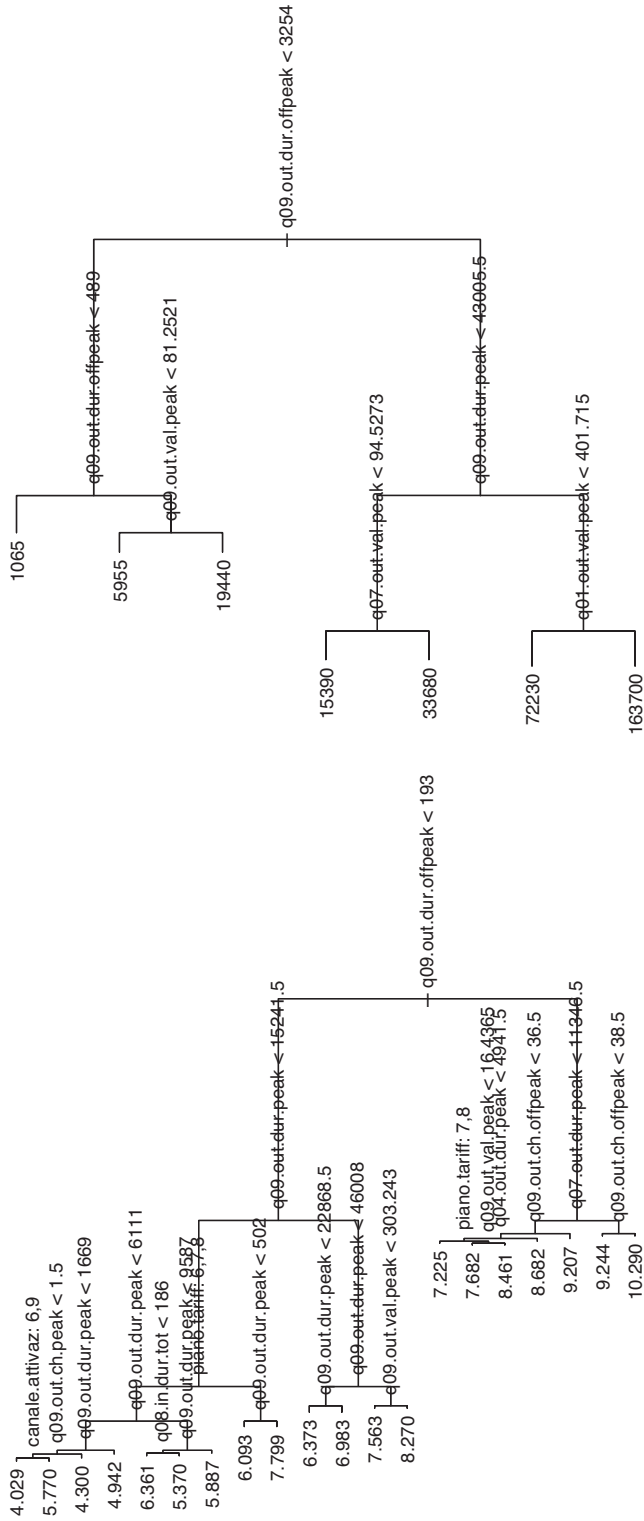 q09.out.dur.offpeak < 3254
q09.out.dur.offpeak < 489
1065
q09.out.val.peak < 81.2521
5955
19440
q09.out.dur.peak < 43005.5
q07.out.val.peak < 94.5273
15390
33680
q01.out.val.peak < 401.715
72230
163700
q09.out.dur.offpeak < 193
q09.out.dur.peak < 15241.5
piano.tariff: 6,7,8
q09.out.dur.peak < 6111
q09.out.dur.peak < 1669
q09.out.ch.peak < 1.5
canale.attivaz: 6,9
4.029
5.770
4.300
4.942
q09.out.dur.peak < 9587
q08.in.dur.tot < 186
6.361
5.370
5.887
q09.out.dur.peak < 502
6.093
7.799
q09.out.dur.peak < 46008
q09.out.dur.peak < 22868.5
6.373
6.983
q09.out.val.peak < 303.243
7.563
8.270
q07.out.dur.peak < 11346.5
q09.out.ch.offpeak < 36.5
q04.out.dur.peak < 4941.5
q09.out.val.peak < 16.4365
piano.tariff: 7,8
7.225
7.682
8.461
8.682
9.207
q09.out.ch.offpeak < 38.5
9.244
10.290